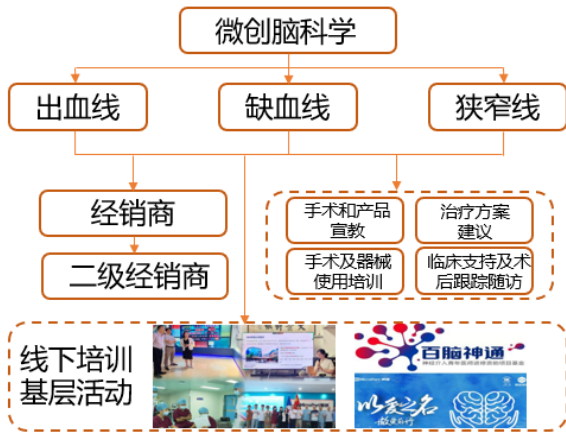 微创脑科学
出血线
缺血线
狭窄线
经销商
二级经销商
手术和产品
宣教
治疗方案
建议
手术及器械
使用培训
临床支持及术
后跟踪随访
线下培训
基层活动
百脑神通
以爱之名